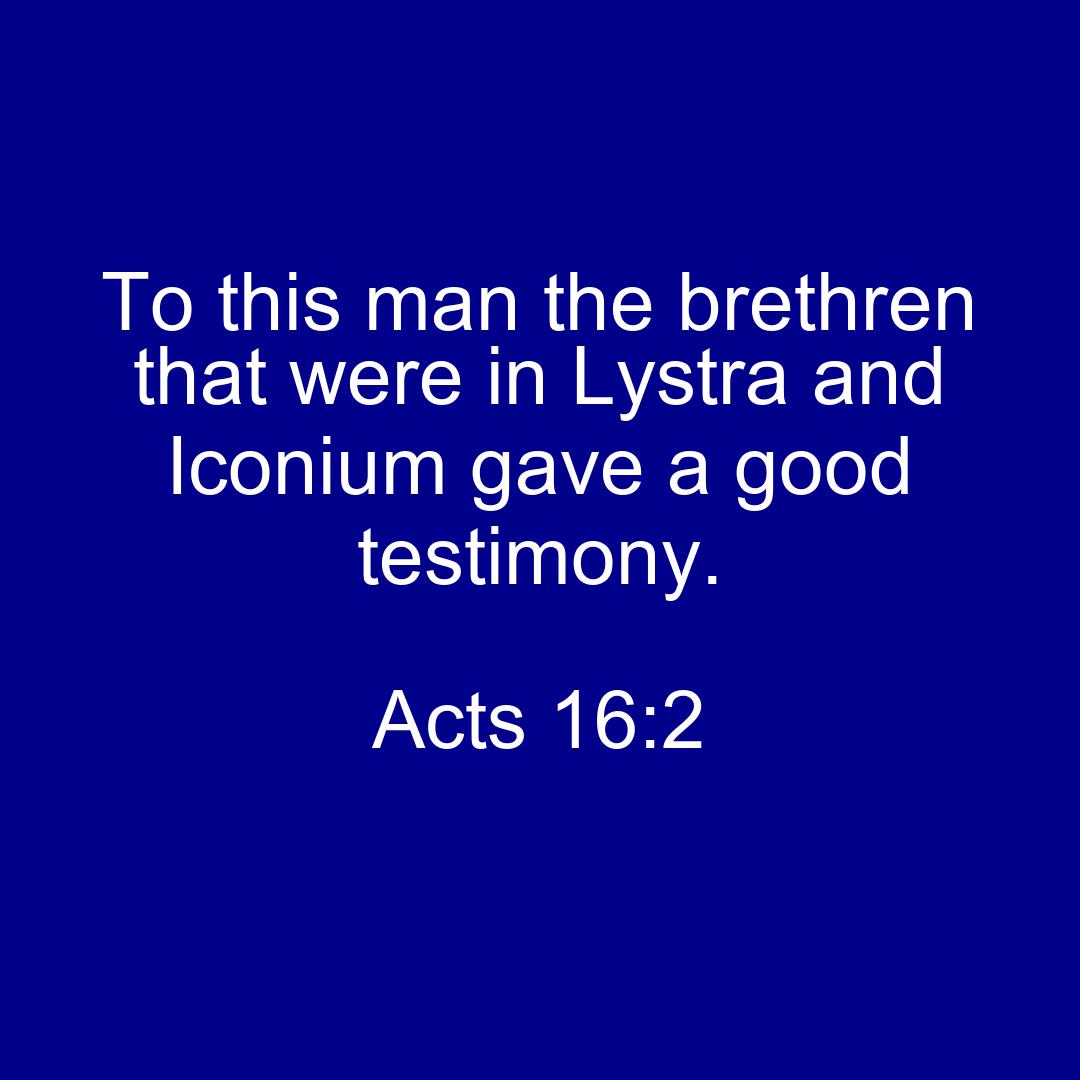 To this man the brethren
that were in Lystra and
Iconium gave a good
testimony.
Acts 16:2